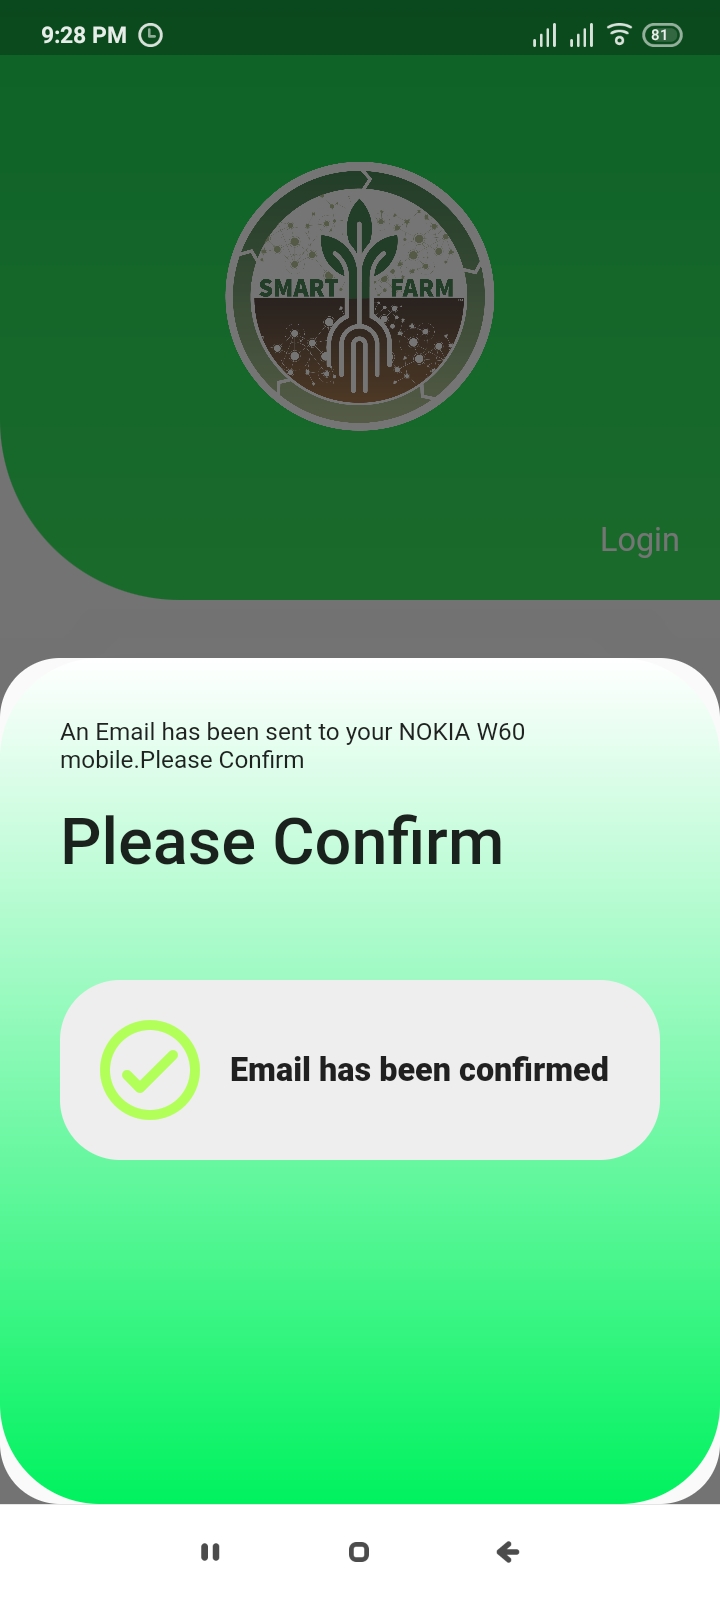 9:28 PM
81
SMART FARM
Login
An Email has been sent to your NOKIA W60
mobile.Please Confirm
Please Confirm
Email has been confirmed